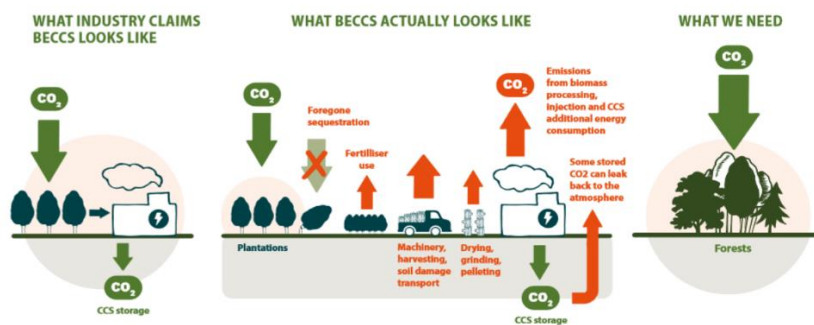 WHAT INDUSTRY CLAIMS
BECCS LOOKS LIKE
CO2
CO2
CCS storage
WHAT BECCS ACTUALLY LOOKS LIKE
CO2
Foregone
sequestration
Fertilliser
use
Plantations
Machinery,
harvesting,
soil damage
transport
Drying,
grinding,
pelleting
CO2
Emissions
from biomass
processing,
injection and CCS
additional energy
consumption
Some stored
CO2 can leak
back to the
atmosphere
CO2
CCS storage
WHAT WE NEED
CO2
Forests